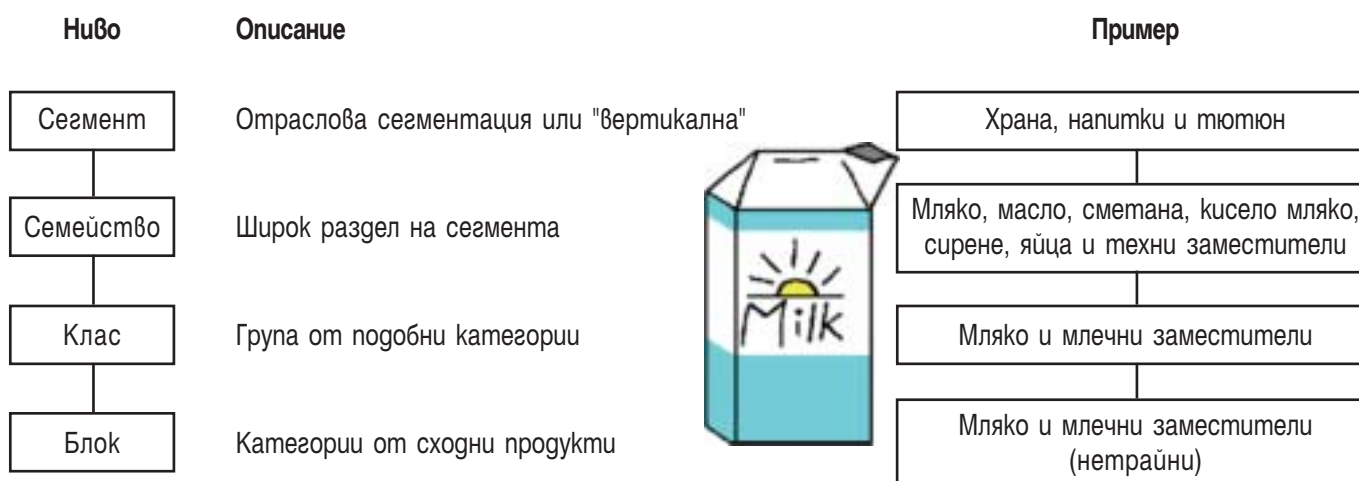 Ниво Описание Пример
Сегмент Отраслова сегментация или "вертикална" Храна, напитки и тютюн
Семейство Широк раздел на сегмента Мляко, масло, сметана, кисело мляко,
сирене, яйца и техни заместители
Milk
Клас Група от подобни категории Мляко и млечни заместители
Блок Категории от сходни продукти Мляко и млечни заместители
(нетрайни)